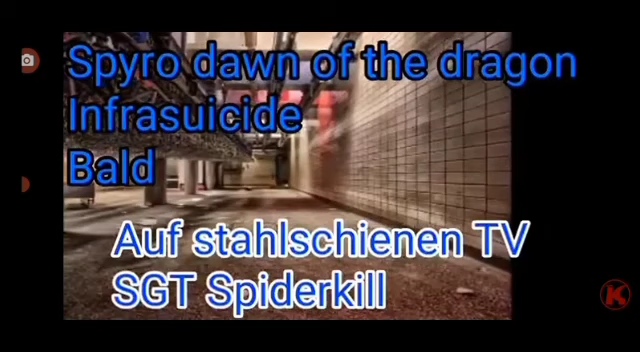 Spyro dawn of the dragon
Infrasuicide
Bald
Auf stahlschienen TV
SGT Spiderkill
K